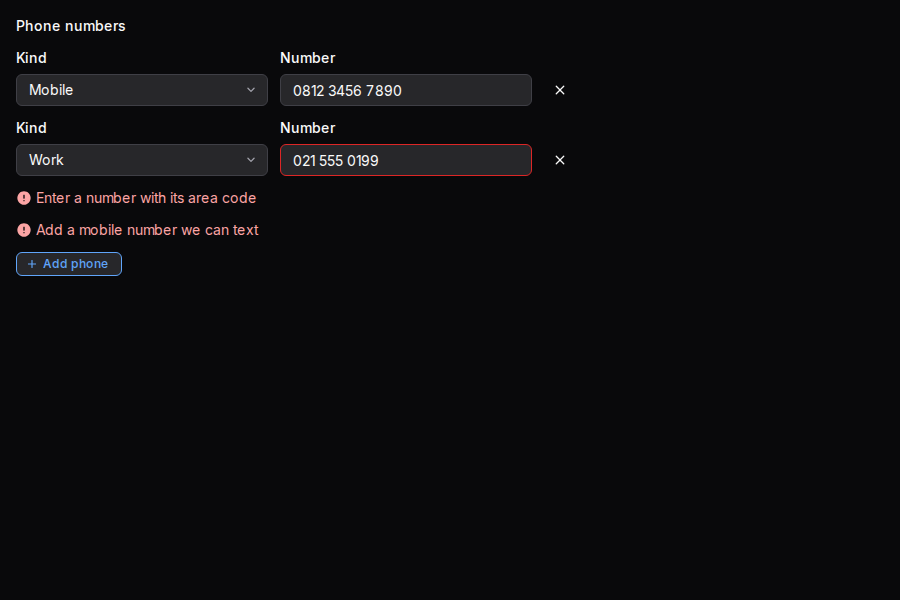 Phone numbers
Kind Number
Mobile 0812 3456 7890
Kind Number
Work 021 555 0199
Enter a number with its area code
Add a mobile number we can text
Add phone